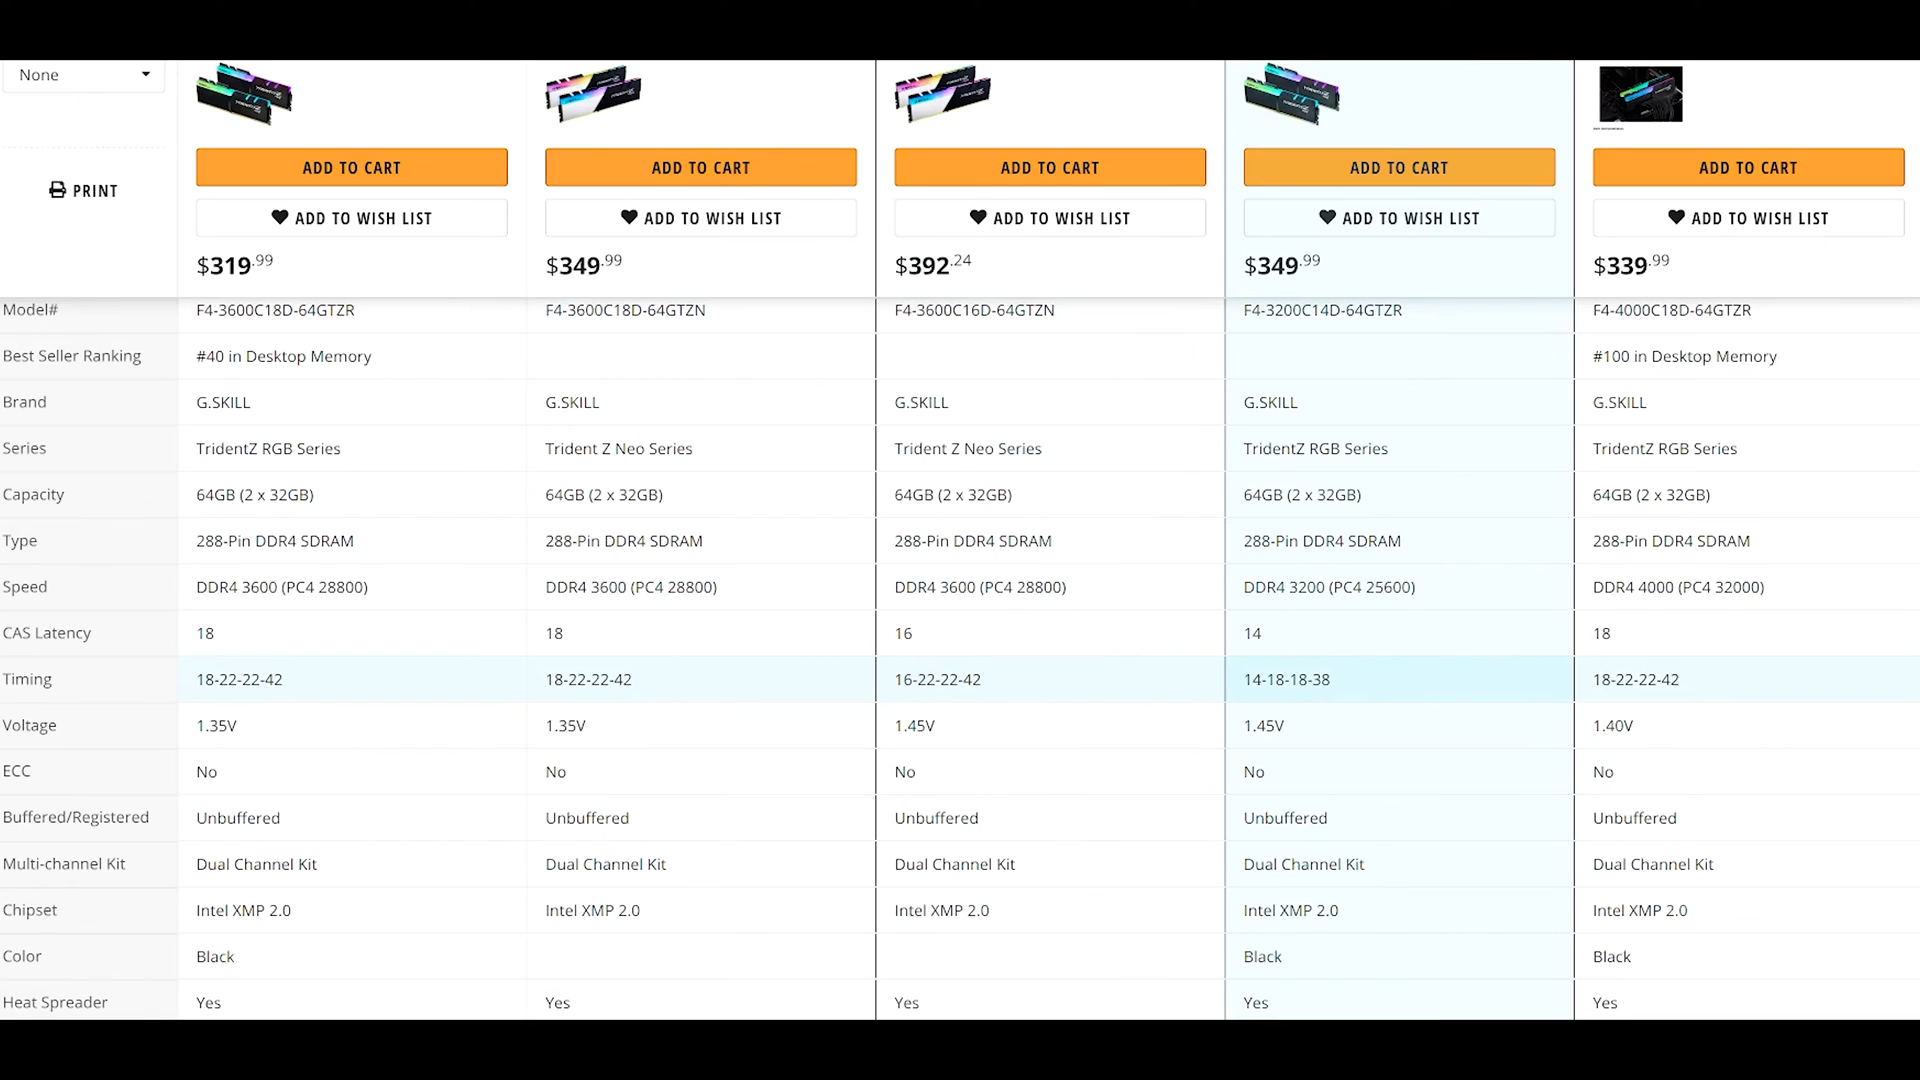 None
PRINT
ADD TO CART ADD TO CART ADD TO CART ADD TO CART ADD TO CART
ADD TO WISH LIST ADD TO WISH LIST ADD TO WISH LIST ADD TO WISH LIST ADD TO WISH LIST
$319.99 $349.99 $392.24 $349.99 $339.99
Model# F4-3600C18D-64GTZR F4-3600C18D-64GTZN F4-3600C16D-64GTZN F4-3200C14D-64GTZR F4-4000C18D-64GTZR
Best Seller Ranking #40 in Desktop Memory #100 in Desktop Memory
Brand G.SKILL G.SKILL G.SKILL G.SKILL G.SKILL
Series TridentZ RGB Series Trident Z Neo Series Trident Z Neo Series TridentZ RGB Series TridentZ RGB Series
Capacity 64GB (2 x 32GB) 64GB (2 x 32GB) 64GB (2 x 32GB) 64GB (2 x 32GB) 64GB (2 x 32GB)
Type 288-Pin DDR4 SDRAM 288-Pin DDR4 SDRAM 288-Pin DDR4 SDRAM 288-Pin DDR4 SDRAM 288-Pin DDR4 SDRAM
Speed DDR4 3600 (PC4 28800) DDR4 3600 (PC4 28800) DDR4 3600 (PC4 28800) DDR4 3200 (PC4 25600) DDR4 4000 (PC4 32000)
CAS Latency 18 18 16 14 18
Timing 18-22-22-42 18-22-22-42 16-22-22-42 14-18-18-38 18-22-22-42
Voltage 1.35V 1.35V 1.45V 1.45V 1.40V
ECC No No No No No
Buffered/Registered Unbuffered Unbuffered Unbuffered Unbuffered Unbuffered
Multi-channel Kit Dual Channel Kit Dual Channel Kit Dual Channel Kit Dual Channel Kit Dual Channel Kit
Chipset Intel XMP 2.0 Intel XMP 2.0 Intel XMP 2.0 Intel XMP 2.0 Intel XMP 2.0
Color Black Black Black
Heat Spreader Yes Yes Yes Yes Yes